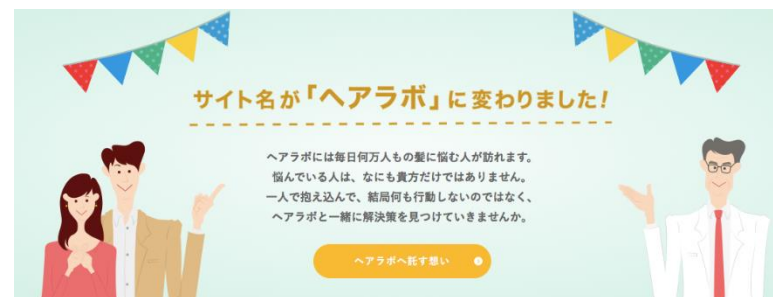 サイト名が「ヘアラボ」に変わりました!
ヘアラボには毎日何万人もの髪に悩む人が訪れます。
悩んでいる人は、なにも貴方だけではありません。
一人で抱え込んで、結局何も行動しないのではなく、
ヘアラボと一緒に解決策を見つけていきませんか。
ヘアラボへ託す想い